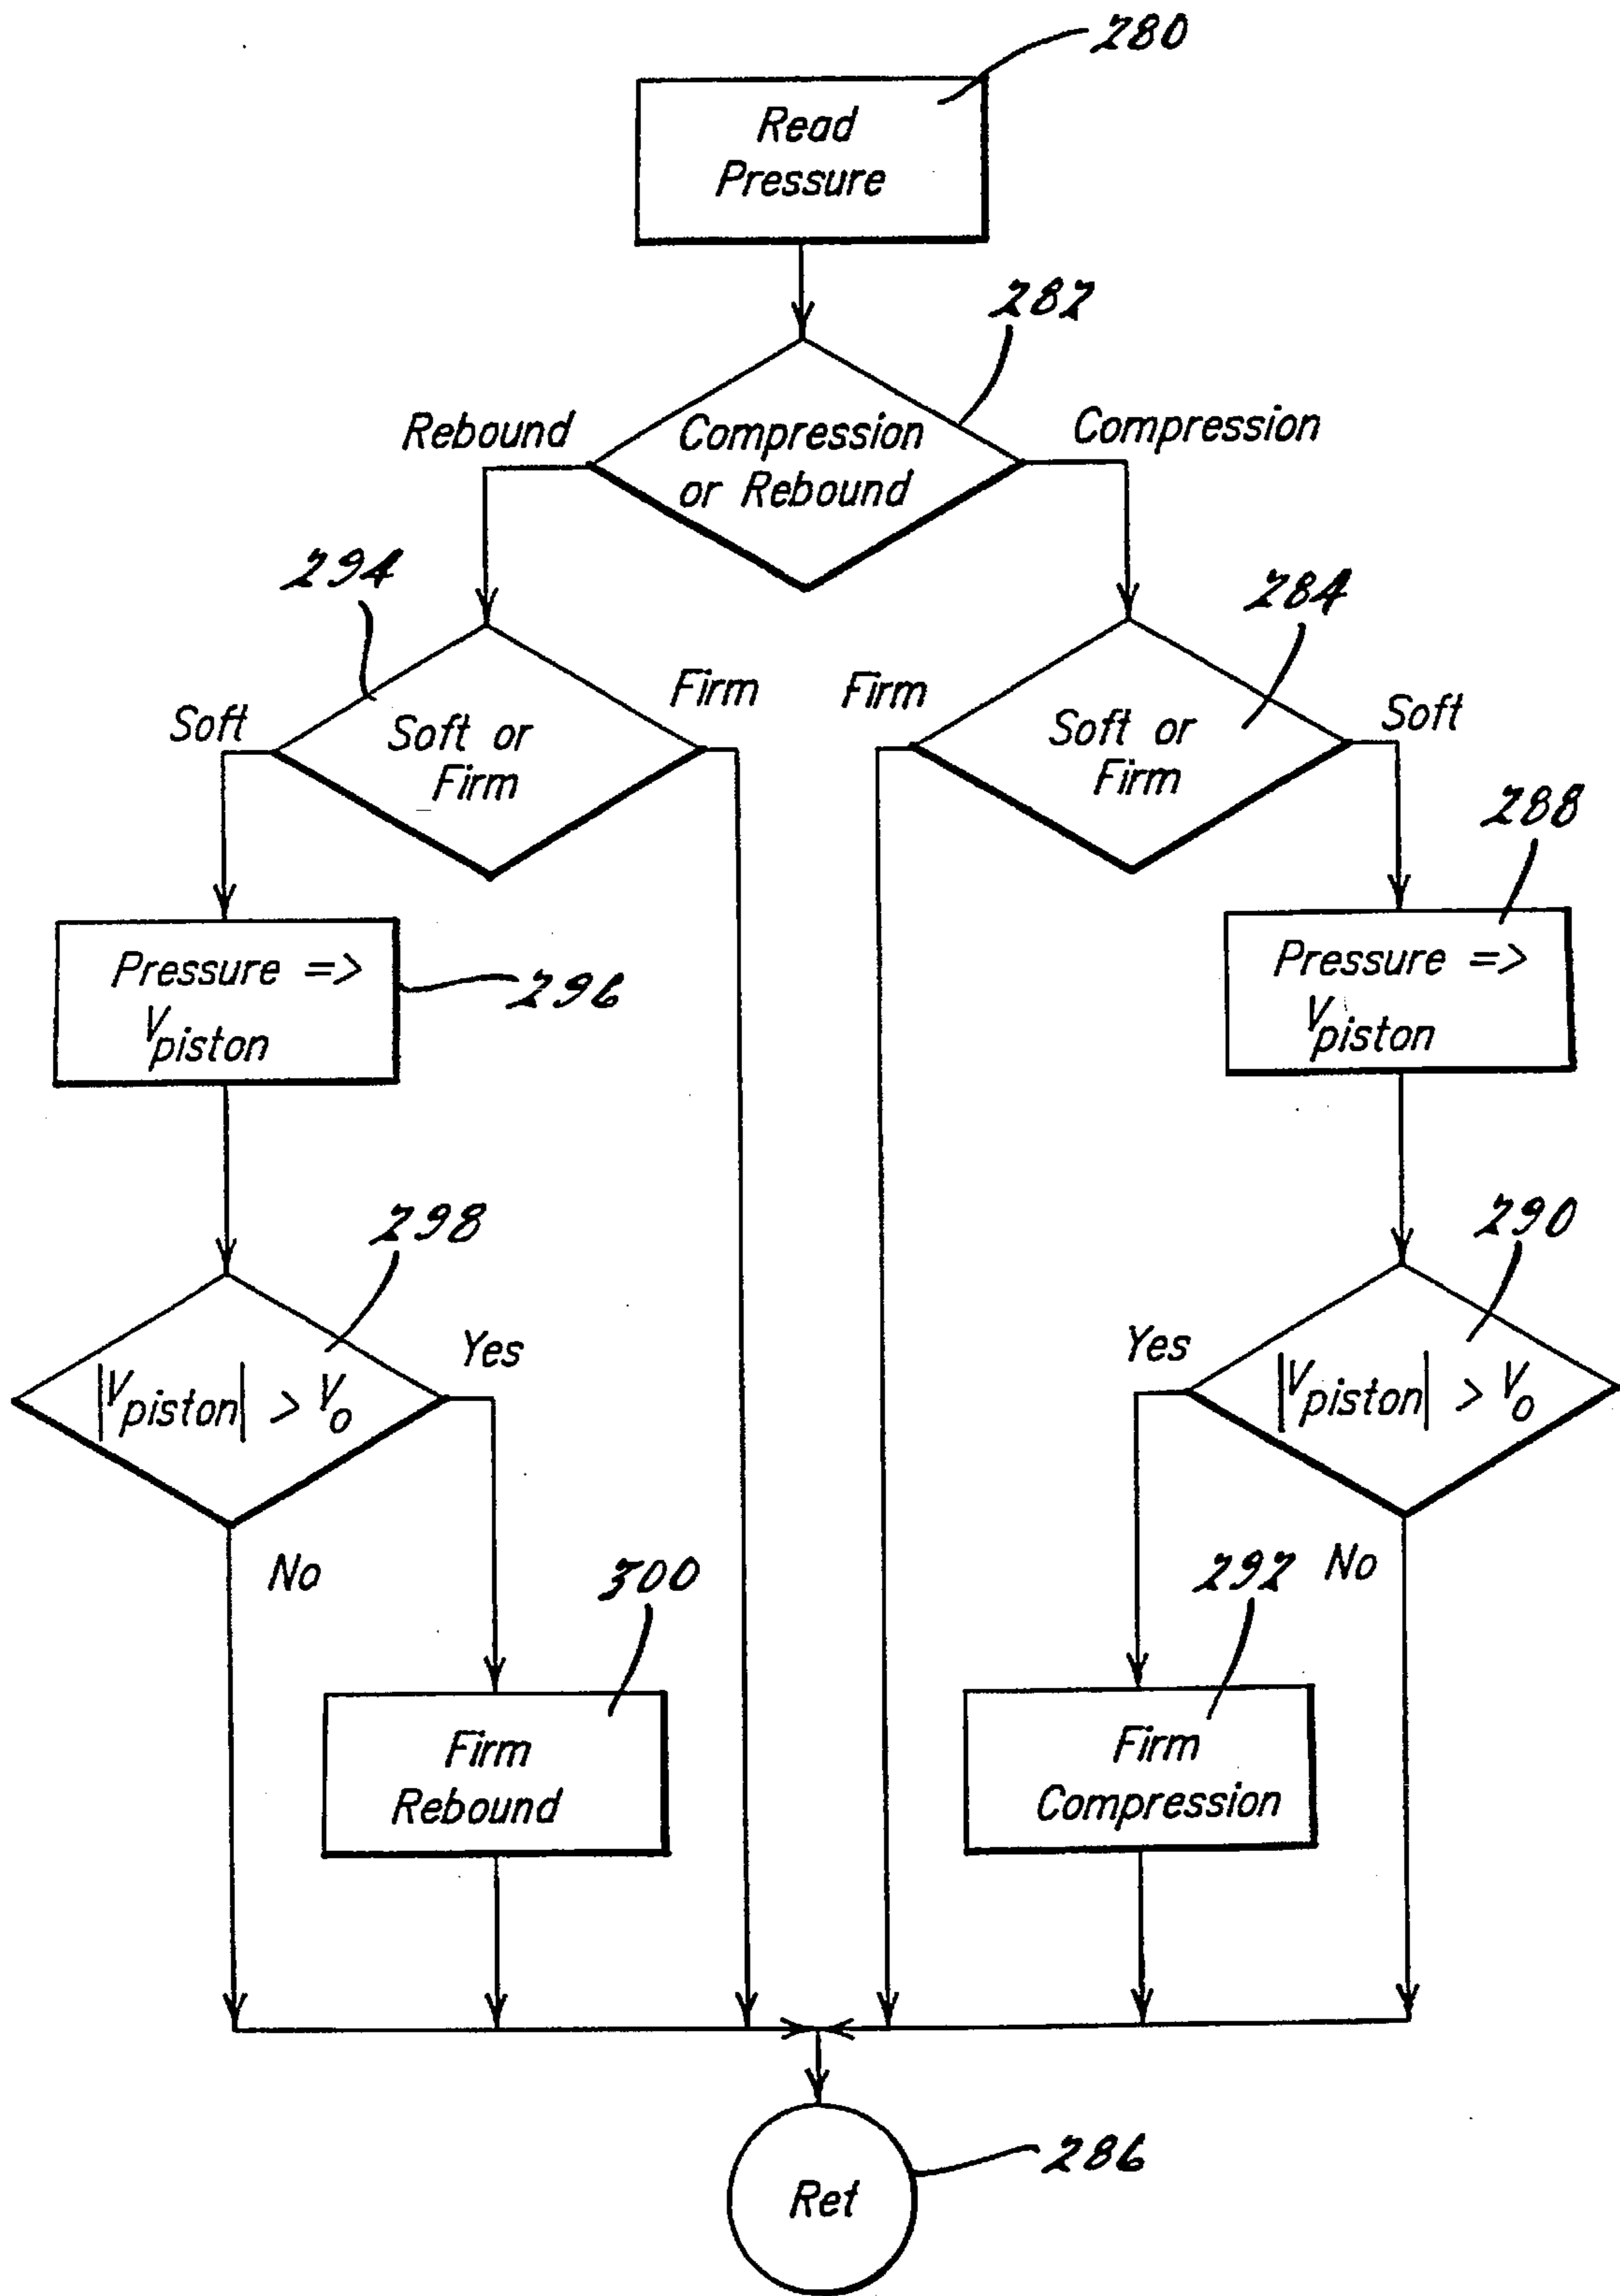 280
Read
Pressure
282
Rebound
Compression
or Rebound
Compression
294
284
Soft
Soft or
Firm
Firm
Firm
Soft or
Firm
Soft
288
Pressure =>
Vpiston
296
Pressure =>
Vpiston
298
290
|Vpiston| > Vo
Yes
Yes
|Vpiston| > Vo
No
300
292
No
Firm
Rebound
Firm
Compression
286
Ret